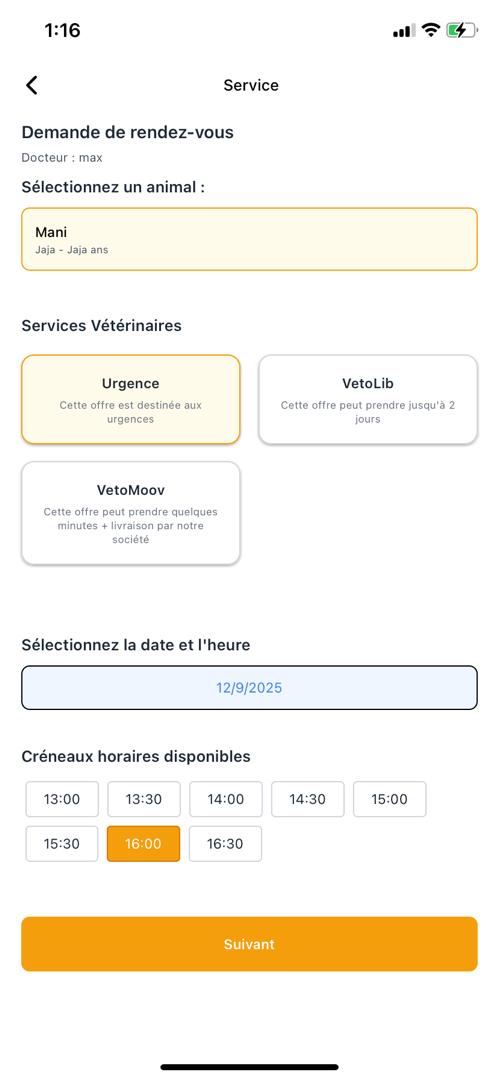 1:16
Service
Demande de rendez-vous
Docteur : max
Sélectionnez un animal :
Mani
Jaja - Jaja ans
Services Vétérinaires
Urgence
Cette offre est destinée aux
urgences
VetoLib
Cette offre peut prendre jusqu'à 2
jours
VetoMoov
Cette offre peut prendre quelques
minutes + livraison par notre
société
Sélectionnez la date et l'heure
12/9/2025
Créneaux horaires disponibles
13:00 13:30 14:00 14:30 15:00
15:30 16:00 16:30
Suivant